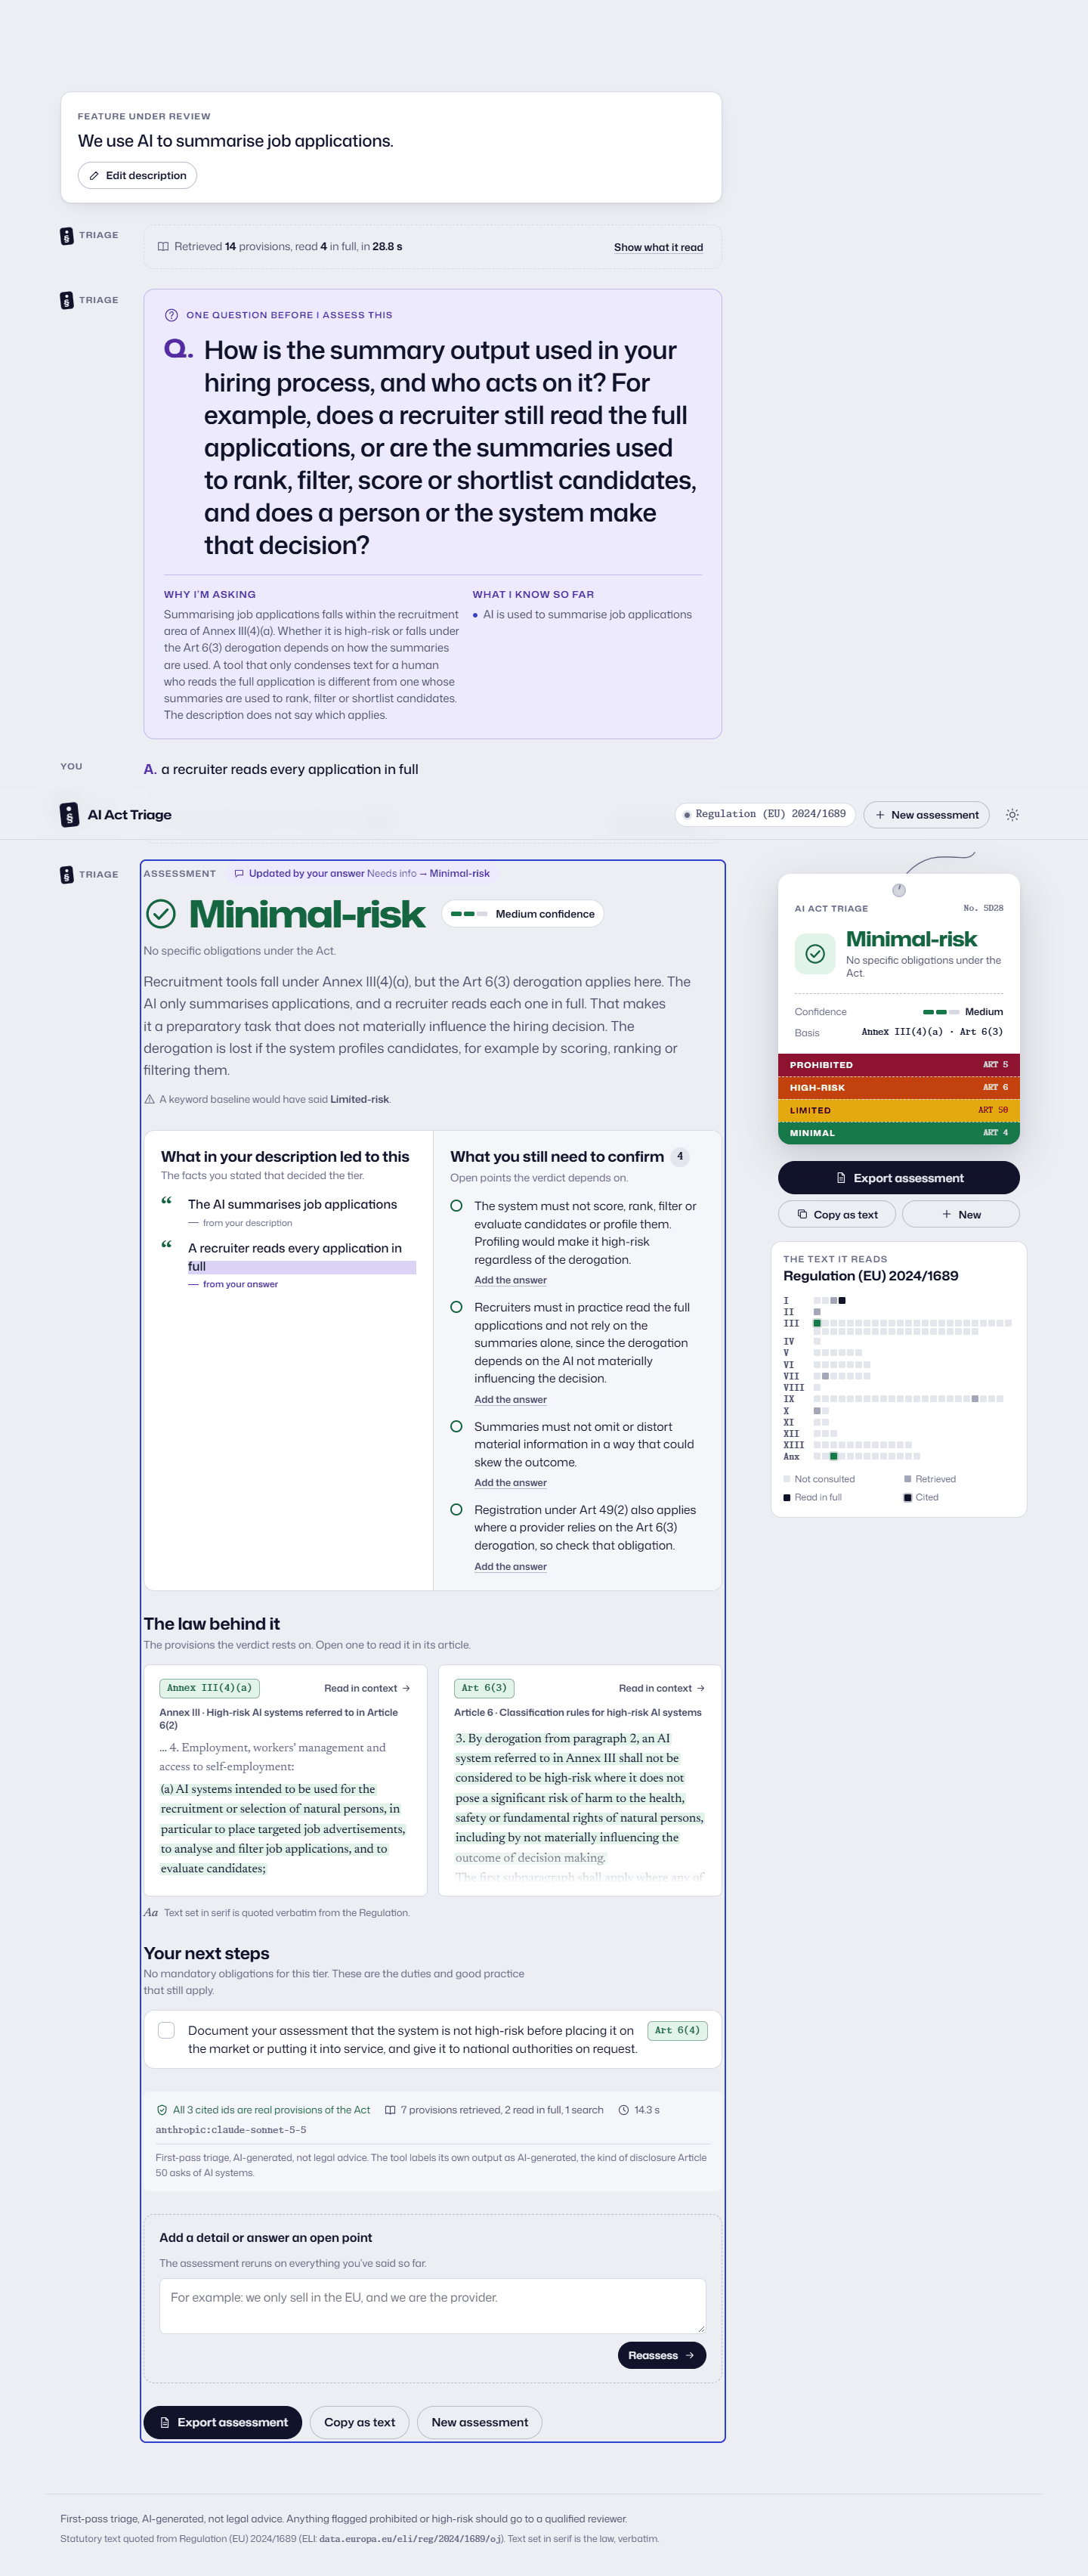 FEATURE UNDER REVIEW
We use AI to summarise job applications.
Edit description
TRIAGE
Retrieved 14 provisions, read 4 in full, in 28.8 s
Show what it read
TRIAGE
ONE QUESTION BEFORE I ASSESS THIS
Q. How is the summary output used in your
hiring process, and who acts on it? For
example, does a recruiter still read the full
applications, or are the summaries used
to rank, filter, score or shortlist candidates,
and does a person or the system make
that decision?
WHY I'M ASKING
Summarising job applications falls within the recruitment
area of Annex III(4)(a). Whether it is high-risk or falls under
the Art 6(3) derogation depends on how the summaries
are used. A tool that only condenses text for a human
who reads the full application is different from one whose
summaries are used to rank, filter or shortlist candidates.
The description does not say which applies.
WHAT I KNOW SO FAR
AI is used to summarise job applications
YOU
A. a recruiter reads every application in full
AI Act Triage
Regulation (EU) 2024/1689
New assessment
TRIAGE
ASSESSMENT
Updated by your answer Needs info → Minimal-risk
Minimal-risk
Medium confidence
No specific obligations under the Act.
Recruitment tools fall under Annex III(4)(a), but the Art 6(3) derogation applies here. The
AI only summarises applications, and a recruiter reads each one in full. That makes
it a preparatory task that does not materially influence the hiring decision. The
derogation is lost if the system profiles candidates, for example by scoring, ranking or
filtering them.
A keyword baseline would have said Limited-risk.
What in your description led to this
The facts you stated that decided the tier.
“ The AI summarises job applications
— from your description
“ A recruiter reads every application in
full
— from your answer
What you still need to confirm 4
Open points the verdict depends on.
The system must not score, rank, filter or
evaluate candidates or profile them.
Profiling would make it high-risk
regardless of the derogation.
Add the answer
Recruiters must in practice read the full
applications and not rely on the
summaries alone, since the derogation
depends on the AI not materially
influencing the decision.
Add the answer
Summaries must not omit or distort
material information in a way that could
skew the outcome.
Add the answer
Registration under Art 49(2) also applies
where a provider relies on the Art 6(3)
derogation, so check that obligation.
Add the answer
The law behind it
The provisions the verdict rests on. Open one to read it in its article.
Annex III(4)(a)
Read in context →
Annex III · High-risk AI systems referred to in Article
6(2)
... 4. Employment, workers’ management and
access to self-employment:
(a) AI systems intended to be used for the
recruitment or selection of natural persons, in
particular to place targeted job advertisements,
to analyse and filter job applications, and to
evaluate candidates;
Art 6(3)
Read in context →
Article 6 · Classification rules for high-risk AI systems
3. By derogation from paragraph 2, an AI
system referred to in Annex III shall not be
considered to be high-risk where it does not
pose a significant risk of harm to the health,
safety or fundamental rights of natural persons,
including by not materially influencing the
outcome of decision making.
The first subparagraph shall apply where any of
Aa Text set in serif is quoted verbatim from the Regulation.
Your next steps
No mandatory obligations for this tier. These are the duties and good practice
that still apply.
Document your assessment that the system is not high-risk before placing it on
the market or putting it into service, and give it to national authorities on request.
Art 6(4)
All 3 cited ids are real provisions of the Act
7 provisions retrieved, 2 read in full, 1 search
14.3 s
anthropic:claude-sonnet-5-5
First-pass triage, AI-generated, not legal advice. The tool labels its own output as AI-generated, the kind of disclosure Article
50 asks of AI systems.
Add a detail or answer an open point
The assessment reruns on everything you've said so far.
For example: we only sell in the EU, and we are the provider.
Reassess →
Export assessment
Copy as text
New assessment
AI ACT TRIAGE
No. 5D28
Minimal-risk
No specific obligations under the
Act.
Confidence
Medium
Basis
Annex III(4)(a) · Art 6(3)
PROHIBITED ART 5
HIGH-RISK ART 6
LIMITED ART 50
MINIMAL ART 4
Export assessment
Copy as text
New
THE TEXT IT READS
Regulation (EU) 2024/1689
I
II
III
IV
V
VI
VII
VIII
IX
X
XI
XII
XIII
Anx
Not consulted
Retrieved
Read in full
Cited
First-pass triage, AI-generated, not legal advice. Anything flagged prohibited or high-risk should go to a qualified reviewer.
Statutory text quoted from Regulation (EU) 2024/1689 (ELI: data.europa.eu/eli/reg/2024/1689/oj). Text set in serif is the law, verbatim.